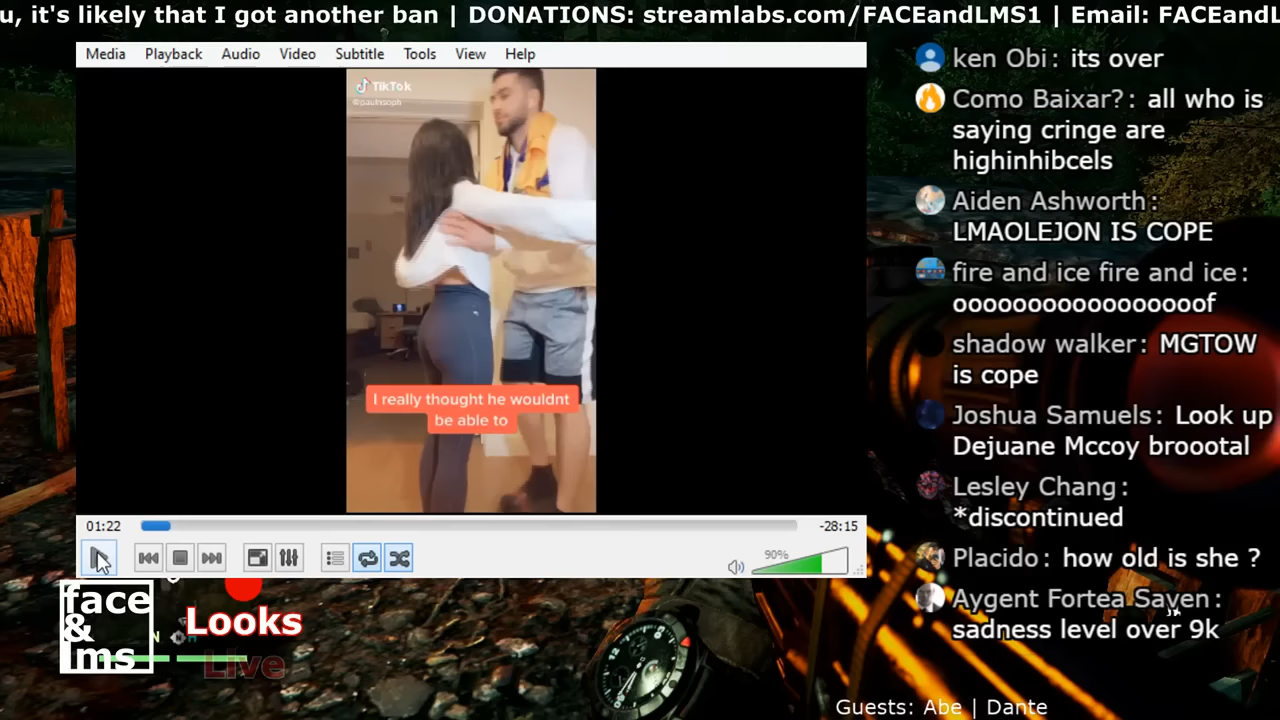 u, it's likely that I got another ban | DONATIONS: streamlabs.com/FACEandLMS1 | Email: FACEandL
Media Playback Audio Video Subtitle Tools View Help
TikTok
@paulnsoph
I really thought he wouldnt
be able to
01:22
-28:15
90%
face
&
lms
Looks
Live
N
ken Obi: its over
Como Baixar?: all who is
saying cringe are
highinhibcels
Aiden Ashworth:
LMAOLEJON IS COPE
fire and ice fire and ice:
ooooooooooooooooof
shadow walker: MGTOW
is cope
Joshua Samuels: Look up
Dejuane Mccoy broootal
Lesley Chang:
*discontinued
Placido: how old is she ?
Aygent Fortea Saven:
sadness level over 9k
Guests: Abe | Dante